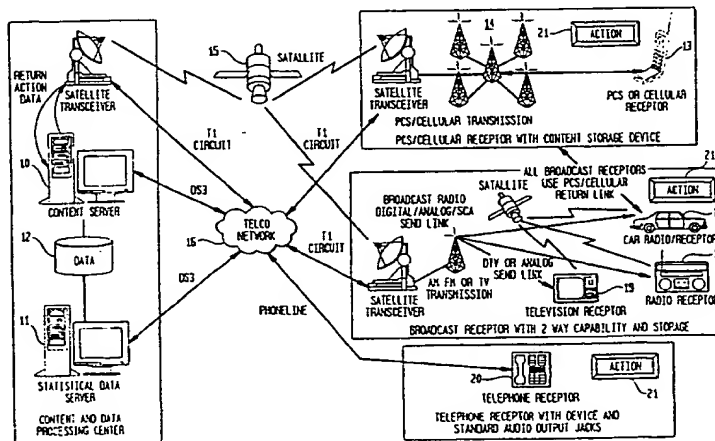 RETURN
ACTION
DATA
SATELLITE
TRANSCEIVER
10
CONTENT SERVER
12
DATA
11
STATISTICAL DATA
SERVER
CONTENT AND DATA
PROCESSING CENTER
15
SATALLITE
T1
CIRCUIT
T1
CIRCUIT
DS3
TELCO
NETWORK
16
DS3
T1
CIRCUIT
PHONELINE
SATELLITE
TRANSCEIVER
14
21
ACTION
13
PCS OR CELLULAR
RECEPTOR
PCS/CELLULAR TRANSMISSION
PCS/CELLULAR RECEPTOR WITH CONTENT STORAGE DEVICE
ALL BROADCAST RECEPTORS
USE PCS/CELLULAR
RETURN LINK
21
ACTION
SATALLITE
BROADCAST RADIO
DIGITAL/ANALOG/SCA
SEND LINK
CAR RADIO/RECEPTOR
DTV OR ANALOG
SEND LINK
SATELLITE
TRANSCEIVER
AM FM OR TV
TRANSMISSION
19
TELEVISION RECEPTOR
RADIO RECEPTOR
BROADCAST RECEPTOR WITH 2 WAY CAPABILITY AND STORAGE
20
TELEPHONE RECEPTOR
ACTION
21
TELEPHONE RECEPTOR WITH DEVICE AND
STANDARD AUDIO OUTPUT JACKS